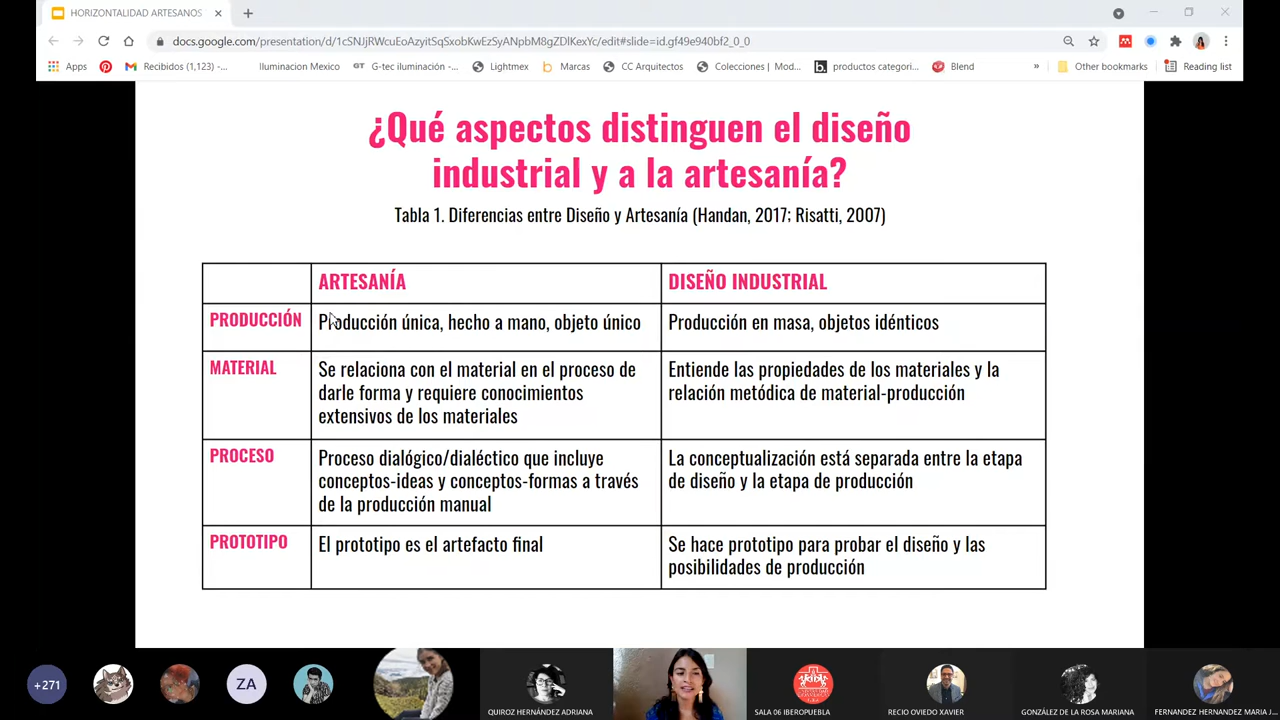 HORIZONTALIDAD ARTESANOS
docs.google.com/presentation/d/1cSNJjRWcuEoAzyitSqSxobKwEzSyANpbM8gZDlKexYc/edit#slide=id.gf49e940bf2_0_0
Apps
Recibidos (1,123) -...
Iluminacion Mexico
GT G-tec iluminación -...
Lightmex
Marcas
CC Arquitectos
Colecciones | Mod...
productos categori...
Blend
»
Other bookmarks
Reading list
¿Qué aspectos distinguen el diseño
industrial y a la artesanía?
Tabla 1. Diferencias entre Diseño y Artesanía (Handan, 2017; Risatti, 2007)
ARTESANÍA
DISEÑO INDUSTRIAL
PRODUCCIÓN
Producción única, hecho a mano, objeto único
Producción en masa, objetos idénticos
MATERIAL
Se relaciona con el material en el proceso de
darle forma y requiere conocimientos
extensivos de los materiales
Entiende las propiedades de los materiales y la
relación metódica de material-producción
PROCESO
Proceso dialógico/dialéctico que incluye
conceptos-ideas y conceptos-formas a través
de la producción manual
La conceptualización está separada entre la etapa
de diseño y la etapa de producción
PROTOTIPO
El prototipo es el artefacto final
Se hace prototipo para probar el diseño y las
posibilidades de producción
+271
ZA
QUIROZ HERNÁNDEZ ADRIANA
SALA 06 IBEROPUEBLA
RECIO OVIEDO XAVIER
GONZÁLEZ DE LA ROSA MARIANA
FERNANDEZ HERNANDEZ MARIA J...